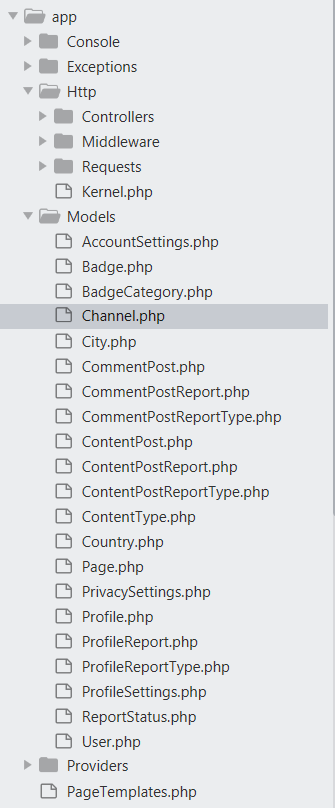 app
Console
Exceptions
Http
Controllers
Middleware
Requests
Kernel.php
Models
AccountSettings.php
Badge.php
BadgeCategory.php
Channel.php
City.php
CommentPost.php
CommentPostReport.php
CommentPostReportType.php
ContentPost.php
ContentPostReport.php
ContentPostReportType.php
ContentType.php
Country.php
Page.php
PrivacySettings.php
Profile.php
ProfileReport.php
ProfileReportType.php
ProfileSettings.php
ReportStatus.php
User.php
Providers
PageTemplates.php